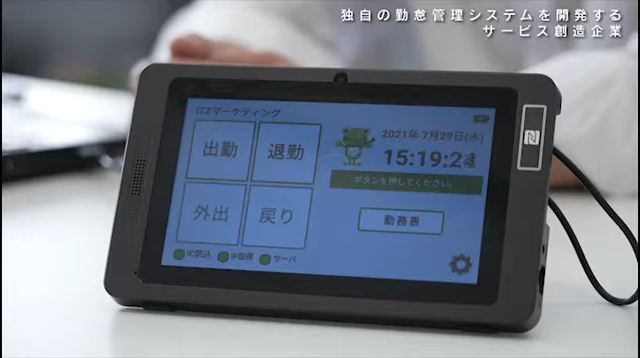 独自の勤怠管理システムを開発する
サービス創造企業
ITZマーケティング
出勤
退勤
2021年 7月29日(木)
15:19:2
ボタンを押してください。
外出
戻り
勤務表
IC読込
IP取得
サーバ